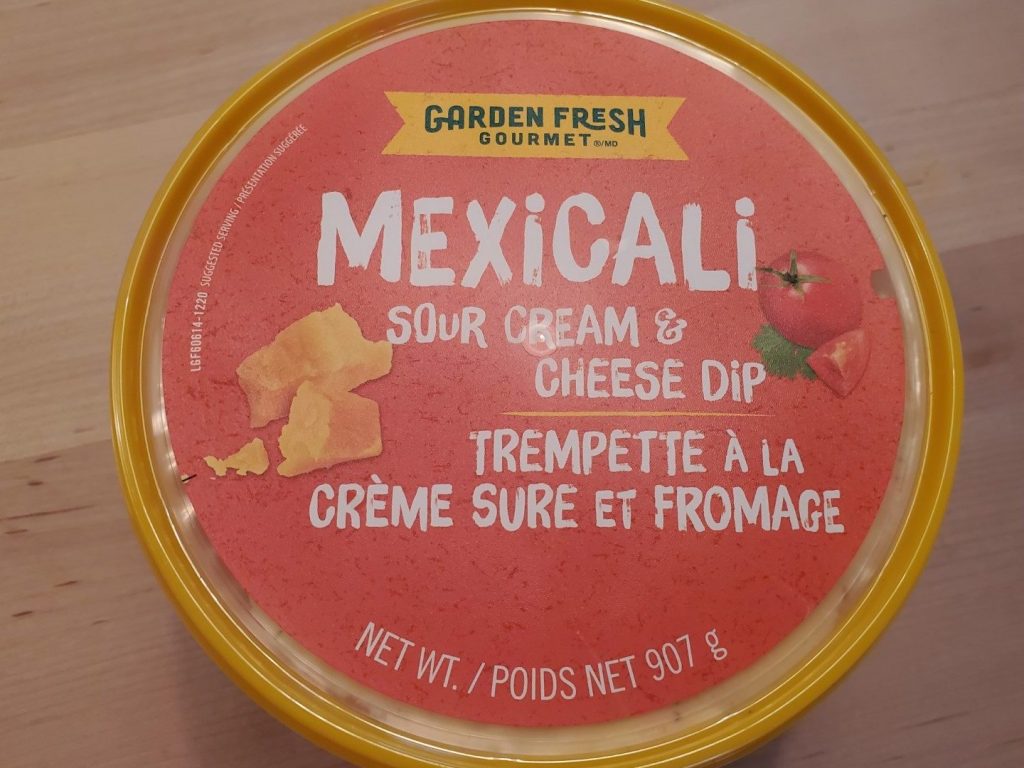 GARDEN FRESH
GOURMET ®/MD
MEXiCALi
SOUR CREAM &
CHEESE DiP
TREMPETTE À LA
CRÈME SURE ET FROMAGE
NET WT. / POIDS NET 907 g
LGF60614-1220 SUGGESTED SERVING / PRÉSENTATION SUGGÉRÉE